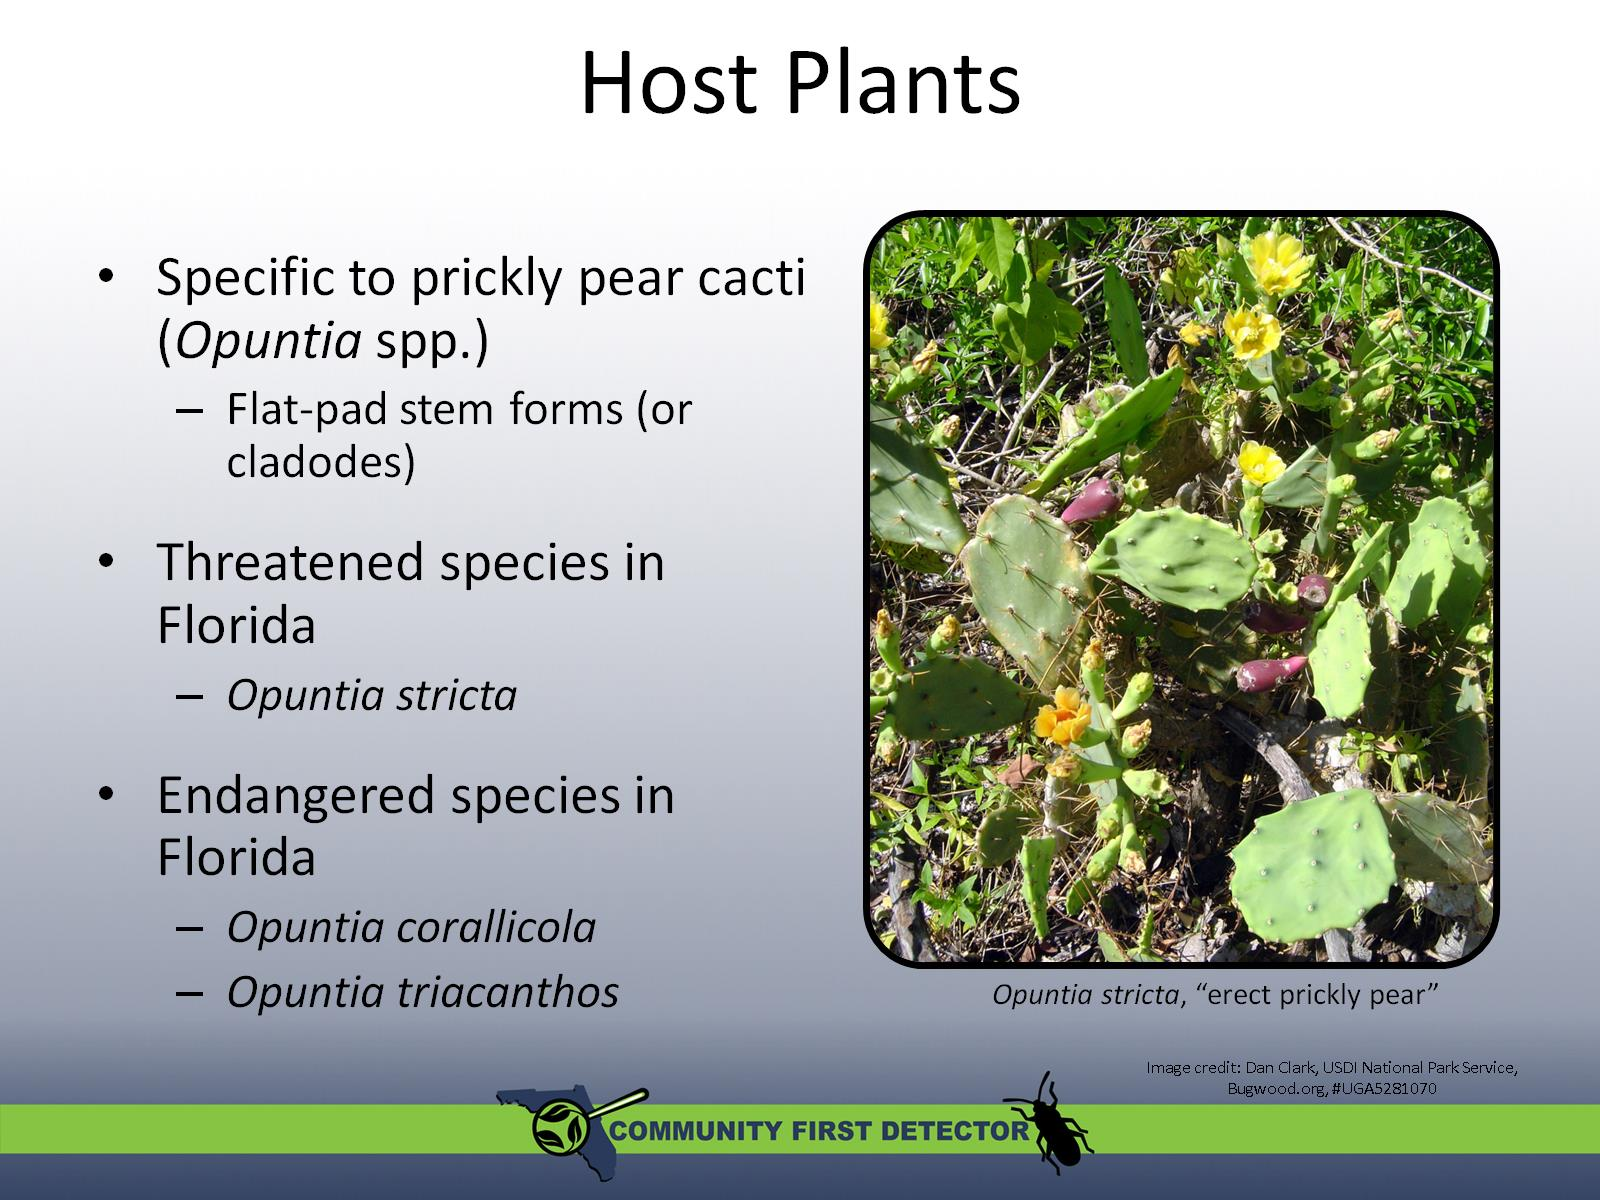 Host Plants
• Specific to prickly pear cacti
(Opuntia spp.)
– Flat-pad stem forms (or
cladodes)
• Threatened species in
Florida
– Opuntia stricta
• Endangered species in
Florida
– Opuntia corallicola
– Opuntia triacanthos
Opuntia stricta, “erect prickly pear”
Image credit: Dan Clark, USDI National Park Service,
Bugwood.org, #UGA5281070
COMMUNITY FIRST DETECTOR